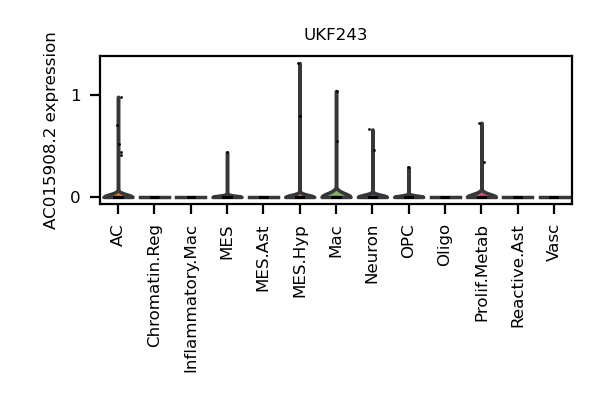 UKF243
AC015908.2 expression
1
0
AC
Chromatin.Reg
Inflammatory.Mac
MES
MES.Ast
MES.Hyp
Mac
Neuron
OPC
Oligo
Prolif.Metab
Reactive.Ast
Vasc